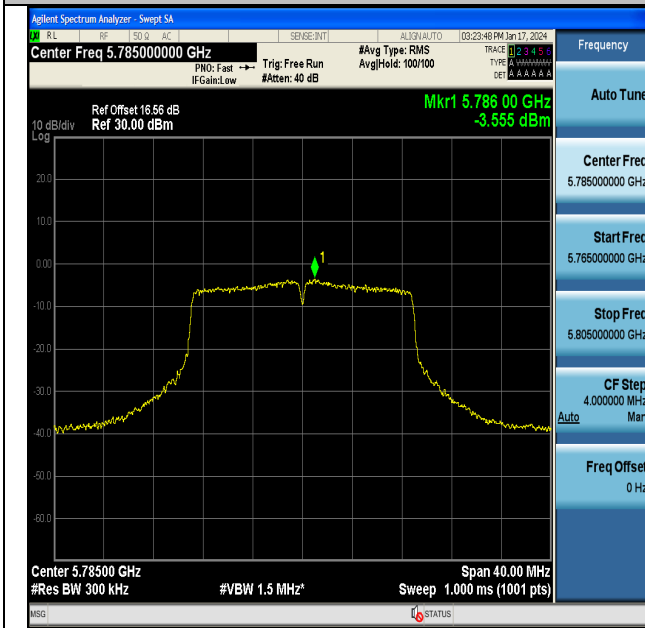 Agilent Spectrum Analyzer - Swept SA
LXI RL RF 50 Ω AC SENSE:INT ALIGN AUTO 03:23:48 PM Jan 17, 2024
Center Freq 5.785000000 GHz
PNO: Fast
IFGain:Low
Trig: Free Run
#Atten: 40 dB
#Avg Type: RMS
Avg|Hold: 100/100
TRACE 1 2 3 4 5 6
TYPE A
DET A A A A A A
Mkr1 5.786 00 GHz
-3.555 dBm
Ref Offset 16.56 dB
10 dB/div Ref 30.00 dBm
Log
20.0
10.0
0.00
-10.0
-20.0
-30.0
-40.0
-50.0
-60.0
1
Center 5.78500 GHz Span 40.00 MHz
#Res BW 300 kHz #VBW 1.5 MHz* Sweep 1.000 ms (1001 pts)
MSG STATUS
Frequency
Auto Tune
Center Freq
5.785000000 GHz
Start Freq
5.765000000 GHz
Stop Freq
5.805000000 GHz
CF Step
4.000000 MHz
Auto Man
Freq Offset
0 Hz